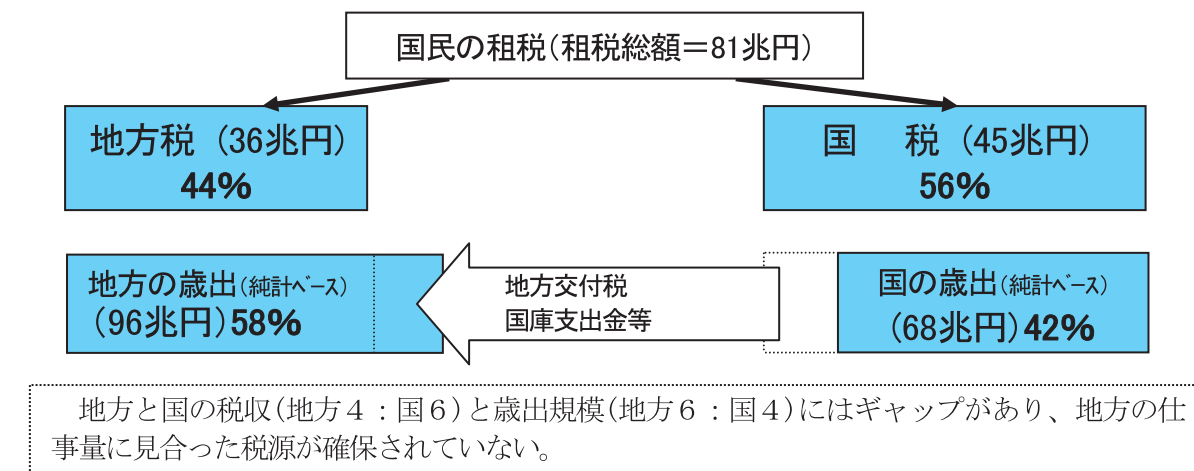 国民の租税(租税総額=81兆円)
地方税 (36兆円)
44%
国　税 (45兆円)
56%
地方の歳出(純計ベース)
(96兆円)58%
地方交付税
国庫支出金等
国の歳出(純計ベース)
(68兆円)42%
地方と国の税収(地方４：国６)と歳出規模(地方６：国４)にはギャップがあり、地方の仕
事量に見合った税源が確保されていない。